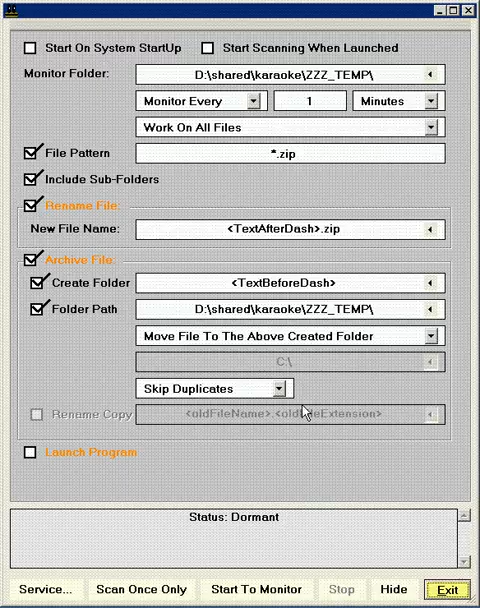 Start On System StartUp Start Scanning When Launched
Monitor Folder: D:\shared\karaoke\ZZZ_TEMP\
Monitor Every 1 Minutes
Work On All Files
File Pattern *.zip
Include Sub-Folders
Rename File:
New File Name: <TextAfterDash>.zip
Archive File:
Create Folder <TextBeforeDash>
Folder Path D:\shared\karaoke\ZZZ_TEMP\
Move File To The Above Created Folder
C:\
Skip Duplicates
Rename Copy <oldFileName>.<oldFileExtension>
Launch Program
Status: Dormant
Service... Scan Once Only Start To Monitor Stop Hide Exit